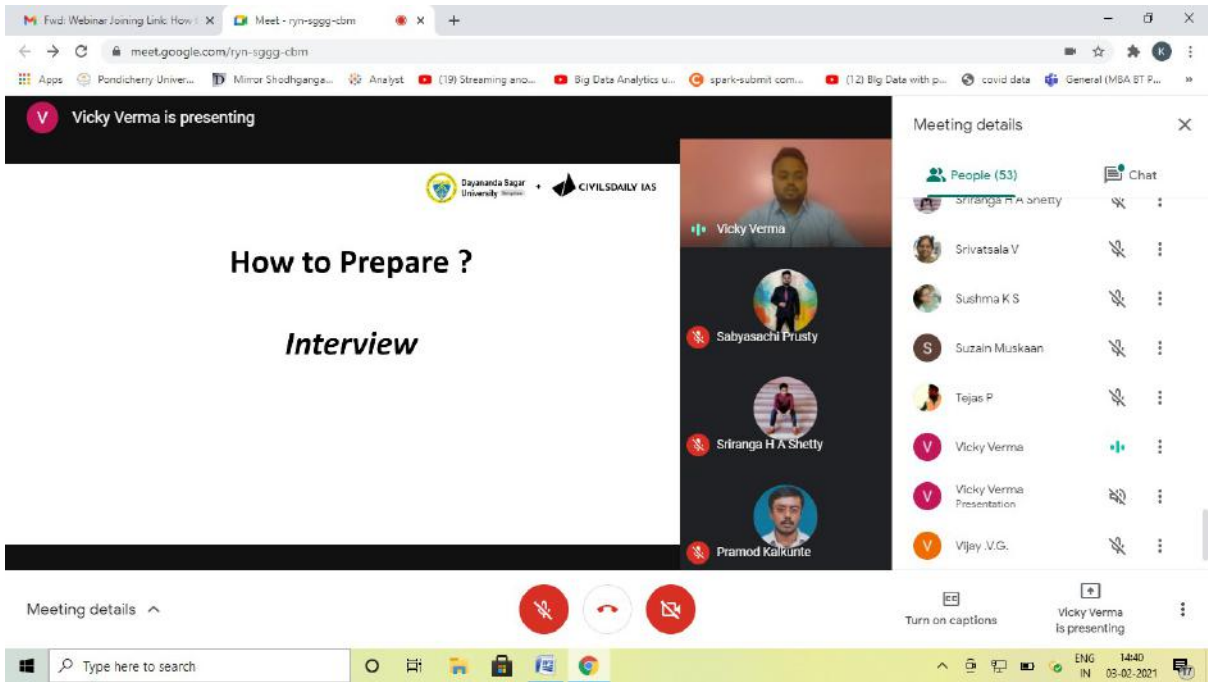 Fwd: Webinar Joining Link: How
Meet - ryn-sggg-cbm
meet.google.com/ryn-sggg-cbm
K
Apps
Pondicherry Univer...
Mirror Shodhganga...
Analyst
(19) Streaming ano...
Big Data Analytics u...
spark-submit com...
(12) Big Data with p...
covid data
General (MBA BT P...
V
Vicky Verma is presenting
Dayananda Sagar
University
+
CIVILSDAILY IAS
How to Prepare ?
Interview
Vicky Verma
Sabyasachi Prusty
Sriranga H A Shetty
Pramod Kalkunte
Meeting details
People (53)
Chat
Sriranga H A Shetty
Srivatsala V
Sushma K S
S
Suzain Muskaan
Tejas P
V
Vicky Verma
V
Vicky Verma
Presentation
V
Vijay .V.G.
Meeting details
CC
Turn on captions
Vicky Verma
is presenting
Type here to search
ENG
IN
14:40
03-02-2021
17